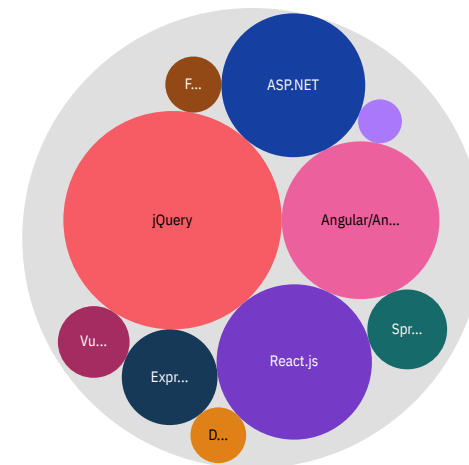 F...
ASP.NET
jQuery
Angular/An...
Spr...
Vu...
Expr...
React.js
D...